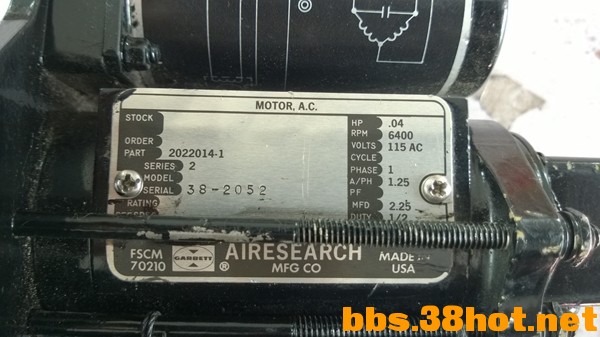 MOTOR, A.C.
STOCK
ORDER
PART 2022014-1
SERIES 2
MODEL
SERIAL 38-2052
RATING
HP .04
RPM 6400
VOLTS 115 AC
CYCLE
PHASE 1
A/PH 1.25
PF
MFD 2.25
DUTY 1/2
FSCM
70210
GARRETT
®
AIRESEARCH
MFG CO
MADE IN
USA
bbs.38hot.net